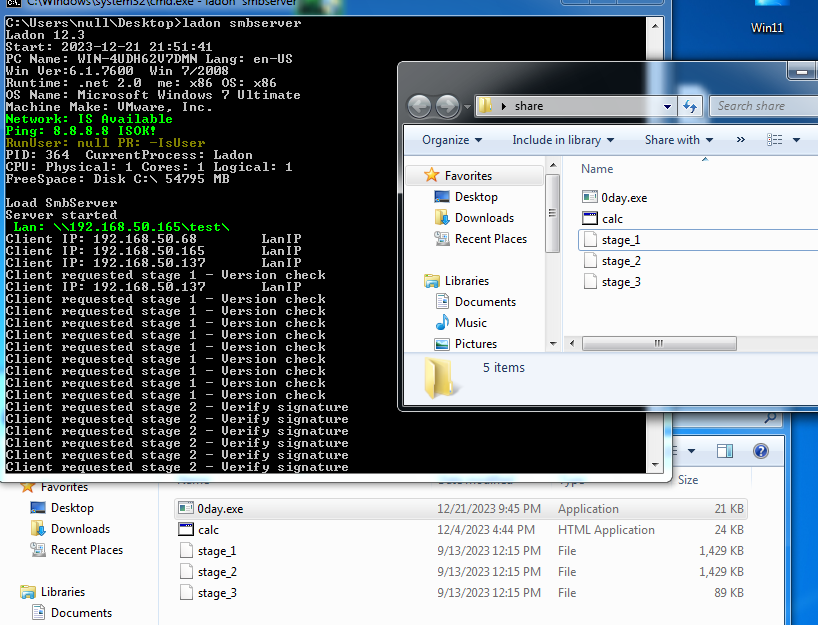 C:\Windows\system32\cmd.exe - ladon smbserver
C:\Users\null\Desktop>ladon smbserver
Ladon 12.3
Start: 2023-12-21 21:51:41
PC Name: WIN-4UDH62V7DMN Lang: en-US
Win Ver:6.1.7600  Win 7/2008
Runtime: .net 2.0  me: x86 OS: x86
OS Name: Microsoft Windows 7 Ultimate
Machine Make: VMware, Inc.
Network: IS Available
Ping: 8.8.8.8 ISOK!
RunUser: null PR: -IsUser
PID: 364  CurrentProcess: Ladon
CPU: Physical: 1 Cores: 1 Logical: 1
FreeSpace: Disk C:\ 54795 MB
Load SmbServer
Server started
Lan: \\192.168.50.165\test\
Client IP: 192.168.50.68 LanIP
Client IP: 192.168.50.165 LanIP
Client IP: 192.168.50.137 LanIP
Client requested stage 1 - Version check
Client IP: 192.168.50.137 LanIP
Client requested stage 1 - Version check
Client requested stage 1 - Version check
Client requested stage 1 - Version check
Client requested stage 1 - Version check
Client requested stage 1 - Version check
Client requested stage 1 - Version check
Client requested stage 1 - Version check
Client requested stage 1 - Version check
Client requested stage 1 - Version check
Client requested stage 2 - Verify signature
Client requested stage 2 - Verify signature
Client requested stage 2 - Verify signature
Client requested stage 2 - Verify signature
Client requested stage 2 - Verify signature
Client requested stage 2 - Verify signature
Win11
share
Search share
Organize Include in library Share with »
Favorites
Desktop
Downloads
Recent Places
Libraries
Documents
Music
Pictures
Name
0day.exe
calc
stage_1
stage_2
stage_3
5 items
Favorites
Desktop
Downloads
Recent Places
Libraries
Documents
Name Date modified Type Size
0day.exe 12/21/2023 9:45 PM Application 21 KB
calc 12/4/2023 4:44 PM HTML Application 24 KB
stage_1 9/13/2023 12:15 PM File 1,429 KB
stage_2 9/13/2023 12:15 PM File 1,429 KB
stage_3 9/13/2023 12:15 PM File 89 KB